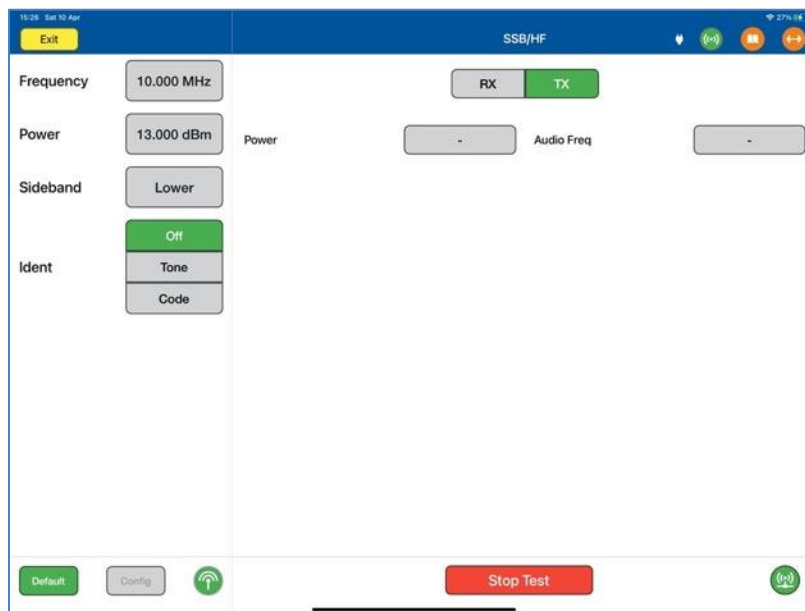 15:26 Sat 10 Apr
27%
Exit
SSB/HF
Frequency
10.000 MHz
RX
TX
Power
13.000 dBm
Power
-
Audio Freq
-
Sideband
Lower
Off
Ident
Tone
Code
Default
Config
Stop Test